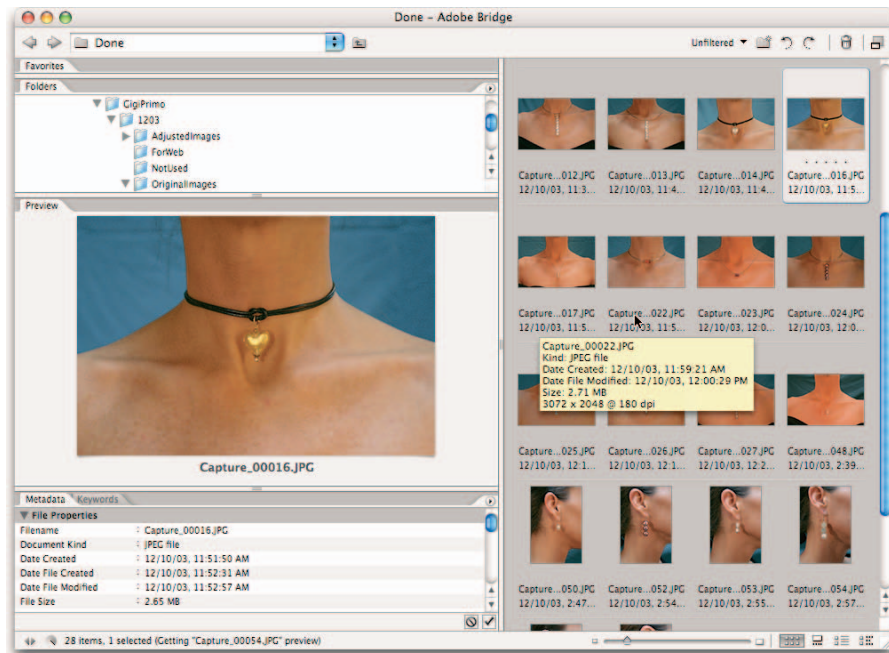 Done – Adobe Bridge
Done
Unfiltered
Favorites
Folders
GigiPrimo
1203
AdjustedImages
ForWeb
NotUsed
OriginalImages
Preview
Capture_00016.JPG
Metadata Keywords
File Properties
Filename : Capture_00016.JPG
Document Kind : JPEG file
Date Created : 12/10/03, 11:51:50 AM
Date File Created : 12/10/03, 11:52:31 AM
Date File Modified : 12/10/03, 11:52:57 AM
File Size : 2.65 MB
28 items, 1 selected (Getting "Capture_00054.JPG" preview)
Capture...012.JPG Capture...013.JPG Capture...014.JPG Capture...016.JPG
12/10/03, 11:3... 12/10/03, 11:4... 12/10/03, 11:4... 12/10/03, 11:5...
Capture...017.JPG Capture...022.JPG Capture...023.JPG Capture...024.JPG
12/10/03, 11:5... 12/10/03, 11:5... 12/10/03, 12:0... 12/10/03, 12:0...
Capture_00022.JPG
Kind: JPEG file
Date Created: 12/10/03, 11:59:21 AM
Date File Modified: 12/10/03, 12:00:29 PM
Size: 2.71 MB
3072 x 2048 @ 180 dpi
Capture...025.JPG Capture...026.JPG Capture...027.JPG Capture...048.JPG
12/10/03, 12:1... 12/10/03, 12:1... 12/10/03, 12:2... 12/10/03, 2:39...
Capture...050.JPG Capture...052.JPG Capture...053.JPG Capture...054.JPG
12/10/03, 2:47... 12/10/03, 2:54... 12/10/03, 2:55... 12/10/03, 2:57...